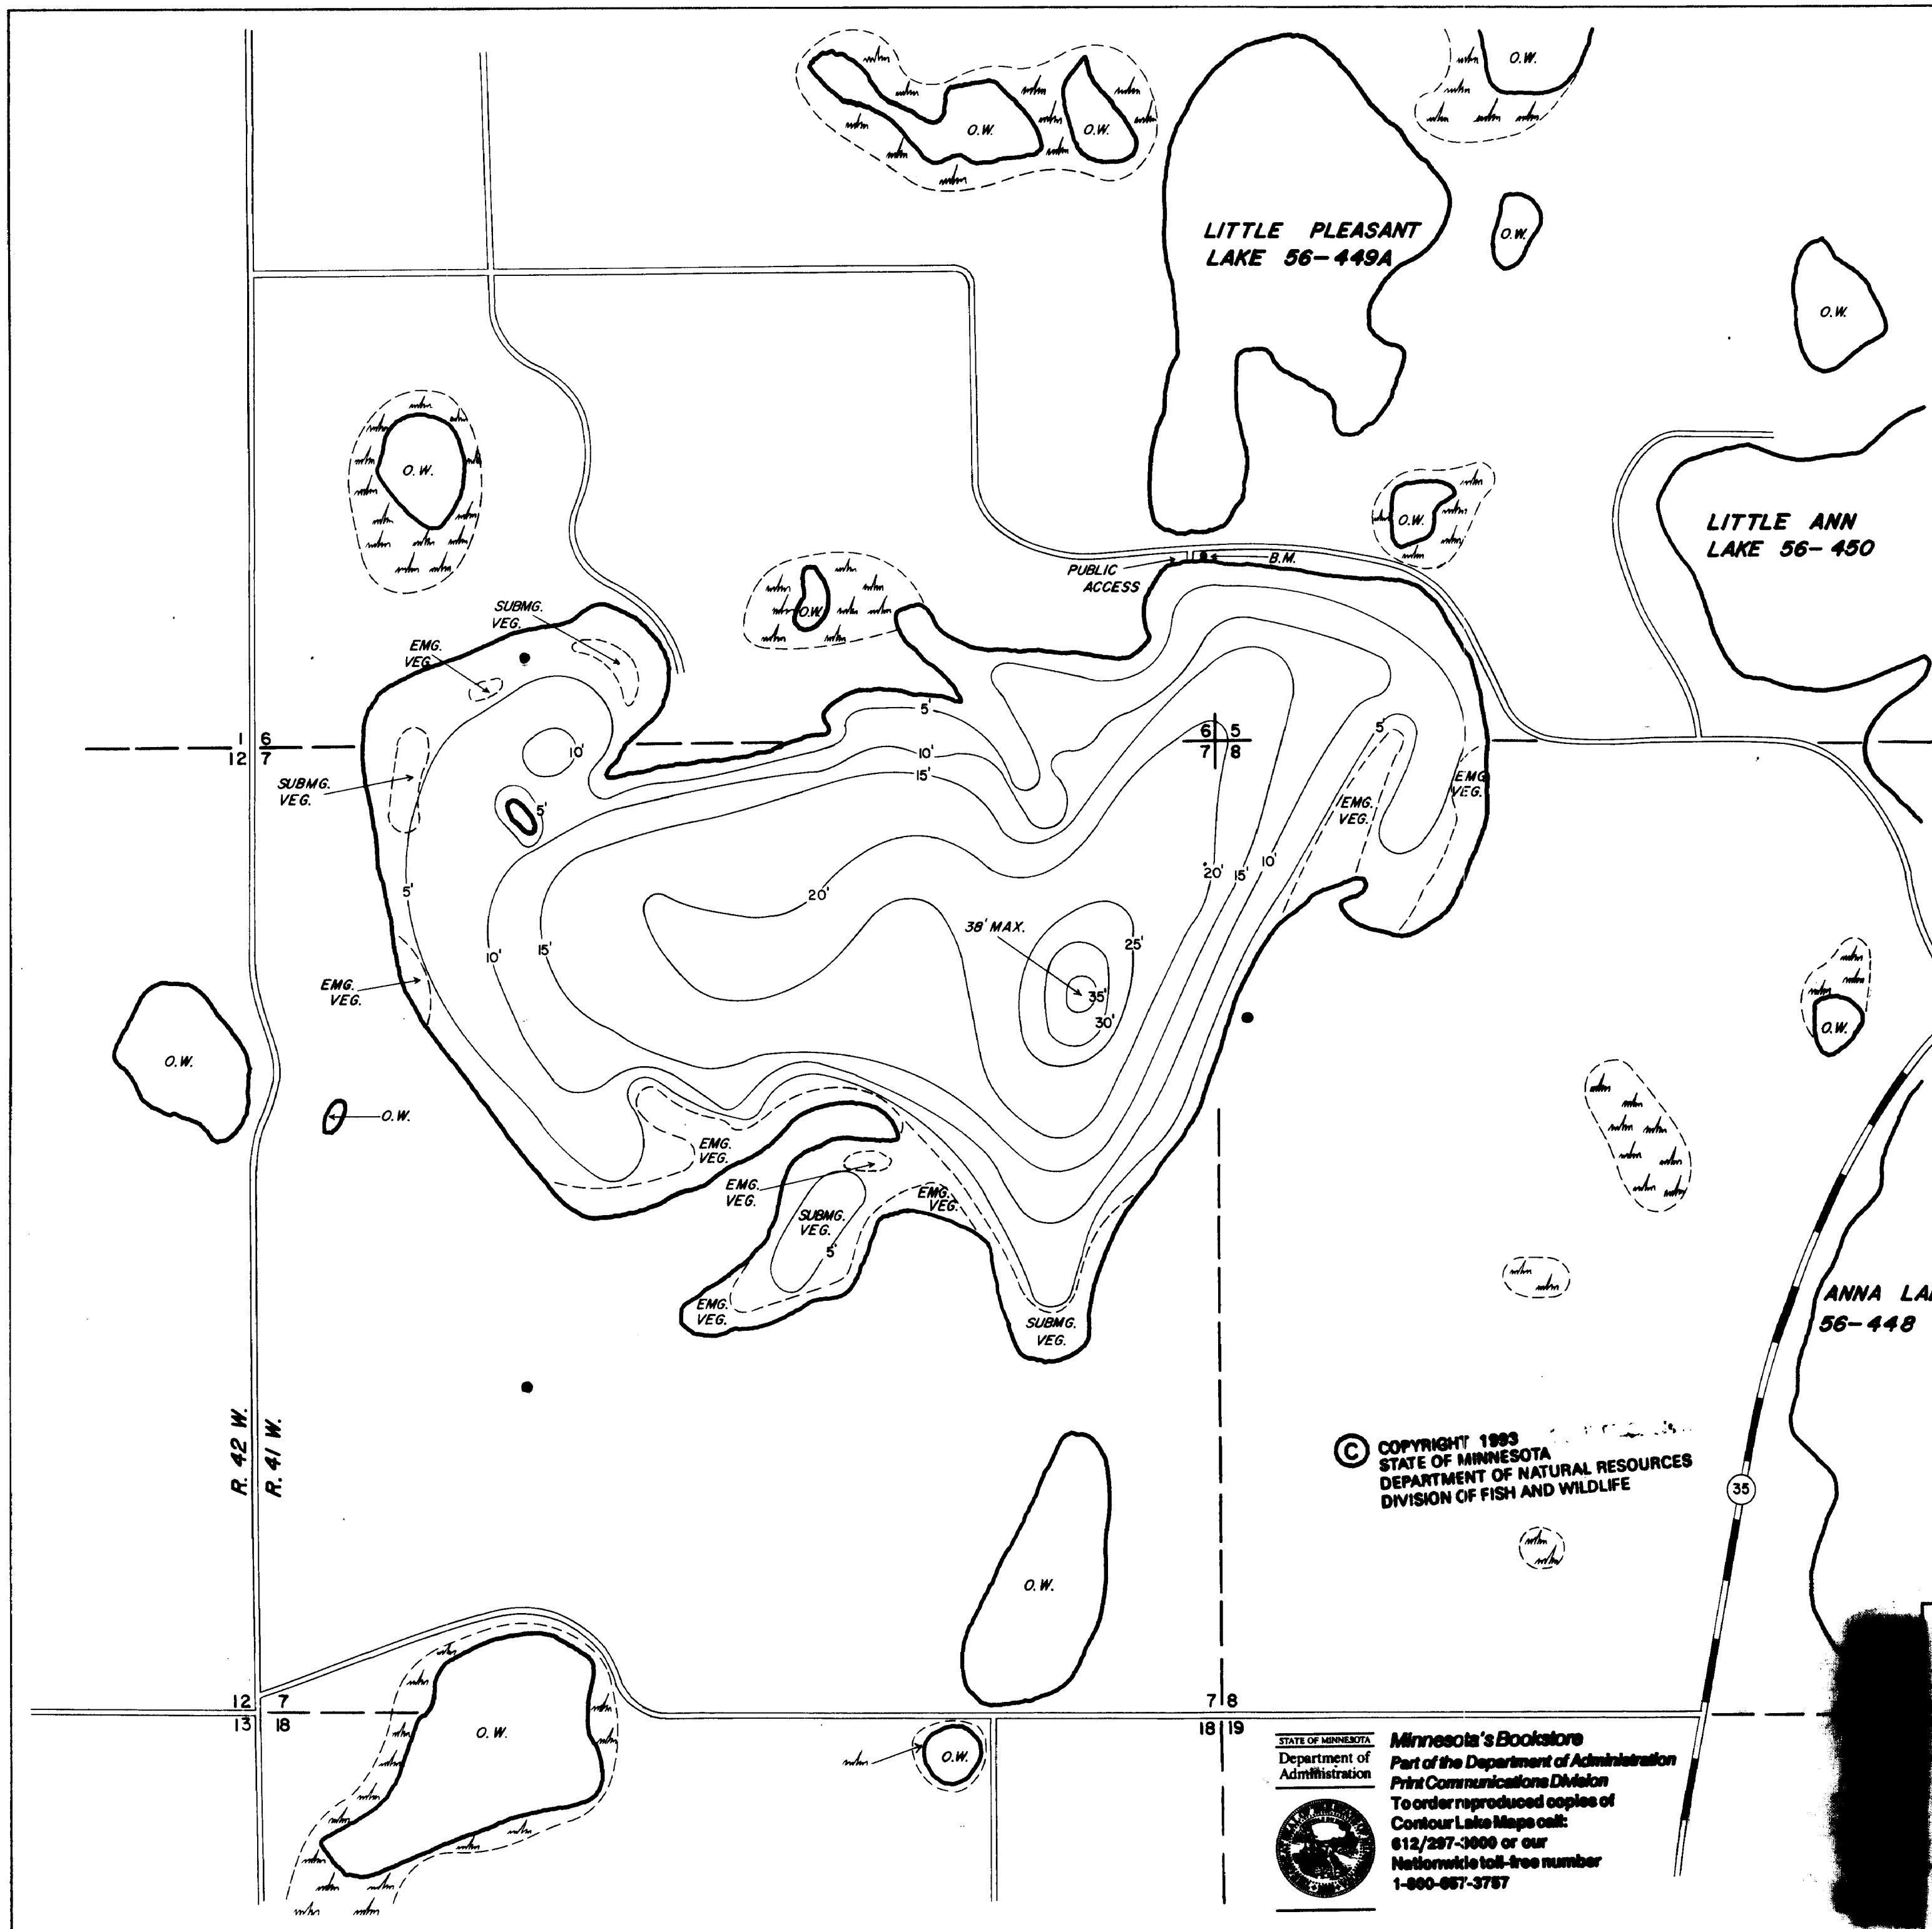 O.W.
O.W.
O.W.
LITTLE PLEASANT
LAKE 56-449A
O.W.
O.W.
O.W.
O.W.
LITTLE ANN
LAKE 56-450
PUBLIC
ACCESS
B.M.
O.W.
SUBMG.
VEG.
EMG.
VEG.
1 6
12 7
SUBMG.
VEG.
10'
5'
5'
10'
15'
6 5
7 8
5'
EMG.
VEG.
EMG.
VEG.
5'
10'
15'
20'
20'
15'
10'
38' MAX.
25'
35'
30'
EMG.
VEG.
O.W.
O.W.
O.W.
EMG.
VEG.
EMG.
VEG.
SUBMG.
VEG.
5'
EMG.
VEG.
EMG.
VEG.
SUBMG.
VEG.
ANNA LA
56-448
R. 42 W.
R. 41 W.
© COPYRIGHT 1993
STATE OF MINNESOTA
DEPARTMENT OF NATURAL RESOURCES
DIVISION OF FISH AND WILDLIFE
35
O.W.
12 7
13 18
7 8
18 19
O.W.
O.W.
STATE OF MINNESOTA
Department of
Administration
Minnesota's Bookstore
Part of the Department of Administration
Print Communications Division
To order reproduced copies of
Contour Lake Maps call:
612/297-3000 or our
Nationwide toll-free number
1-800-657-3757